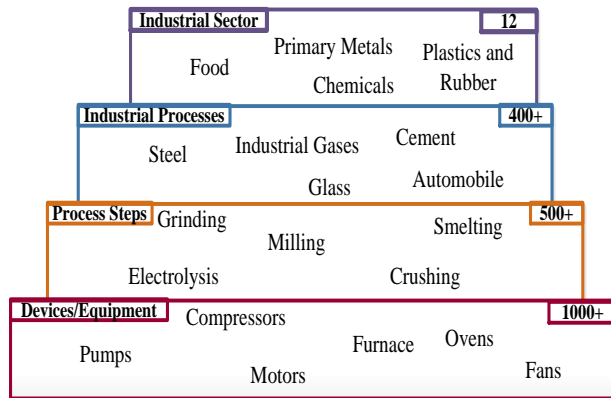 Industrial Sector 12
Primary Metals
Plastics and
Food
Rubber
Chemicals
Industrial Processes 400+
Cement
Industrial Gases
Steel
Automobile
Glass
Process Steps 500+
Grinding
Smelting
Milling
Electrolysis
Crushing
Devices/Equipment 1000+
Compressors
Ovens
Furnace
Pumps
Fans
Motors